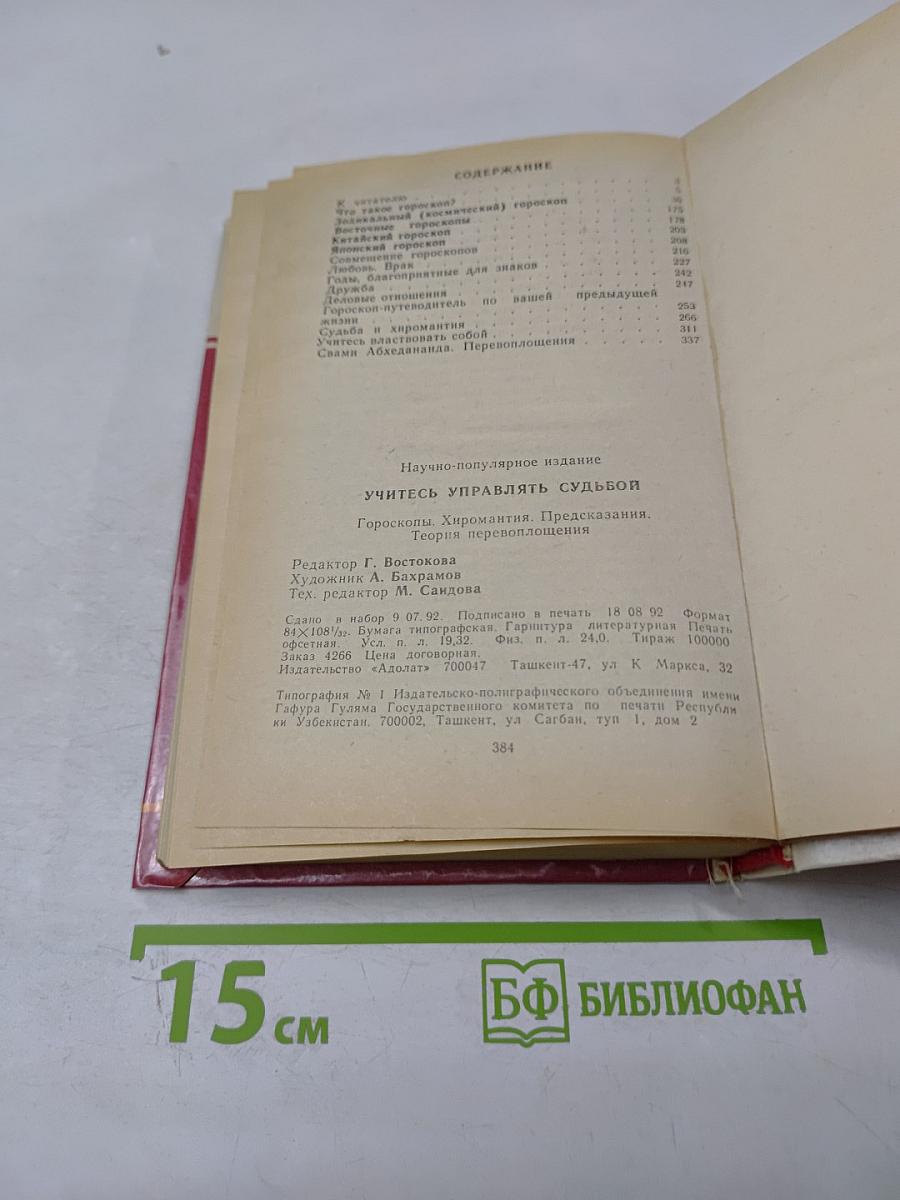 СОДЕРЖАНИЕ
К читателю . . . . . . . . . . 3
Что такое гороскоп? . . . . . . . . . 5
Зодикальный (космический) гороскоп . . . . . 36
Восточные гороскопы . . . . . . . . 175
Китайский гороскоп . . . . . . . . 178
Японский гороскоп . . . . . . . . 203
Совмещение гороскопов . . . . . . . 208
Любовь. Брак . . . . . . . . . 216
Годы, благоприятные для знаков . . . . . 227
Дружба . . . . . . . . . . 242
Деловые отношения . . . . . . . . 247
Гороскоп-путеводитель по вашей предыдущей
жизни . . . . . . . . . . 253
Судьба и хиромантия . . . . . . . . 266
Учитесь властвовать собой . . . . . . . 311
Свами Абхедананда. Перевоплощения . . . . . 337
Научно-популярное издание
УЧИТЕСЬ УПРАВЛЯТЬ СУДЬБОЙ
Гороскопы. Хиромантия. Предсказания.
Теория перевоплощения
Редактор Г. Востокова
Художник А. Бахрамов
Тех. редактор М. Саидова
Сдано в набор 9 07. 92. Подписано в печать 18 08 92 Формат
84×108¹/₃₂. Бумага типографская. Гарнитура литературная Печать
офсетная. Усл. п. л. 19,32. Физ. п. л. 24,0. Тираж 100000
Заказ 4266 Цена договорная.
Издательство «Адолат» 700047 Ташкент-47, ул К Маркса, 32
Типография № 1 Издательско-полиграфического объединения имени
Гафура Гуляма Государственного комитета по печати Республи
ки Узбекистан. 700002, Ташкент, ул Сагбан, туп 1, дом 2
384
15 см
БФ БИБЛИОФАН